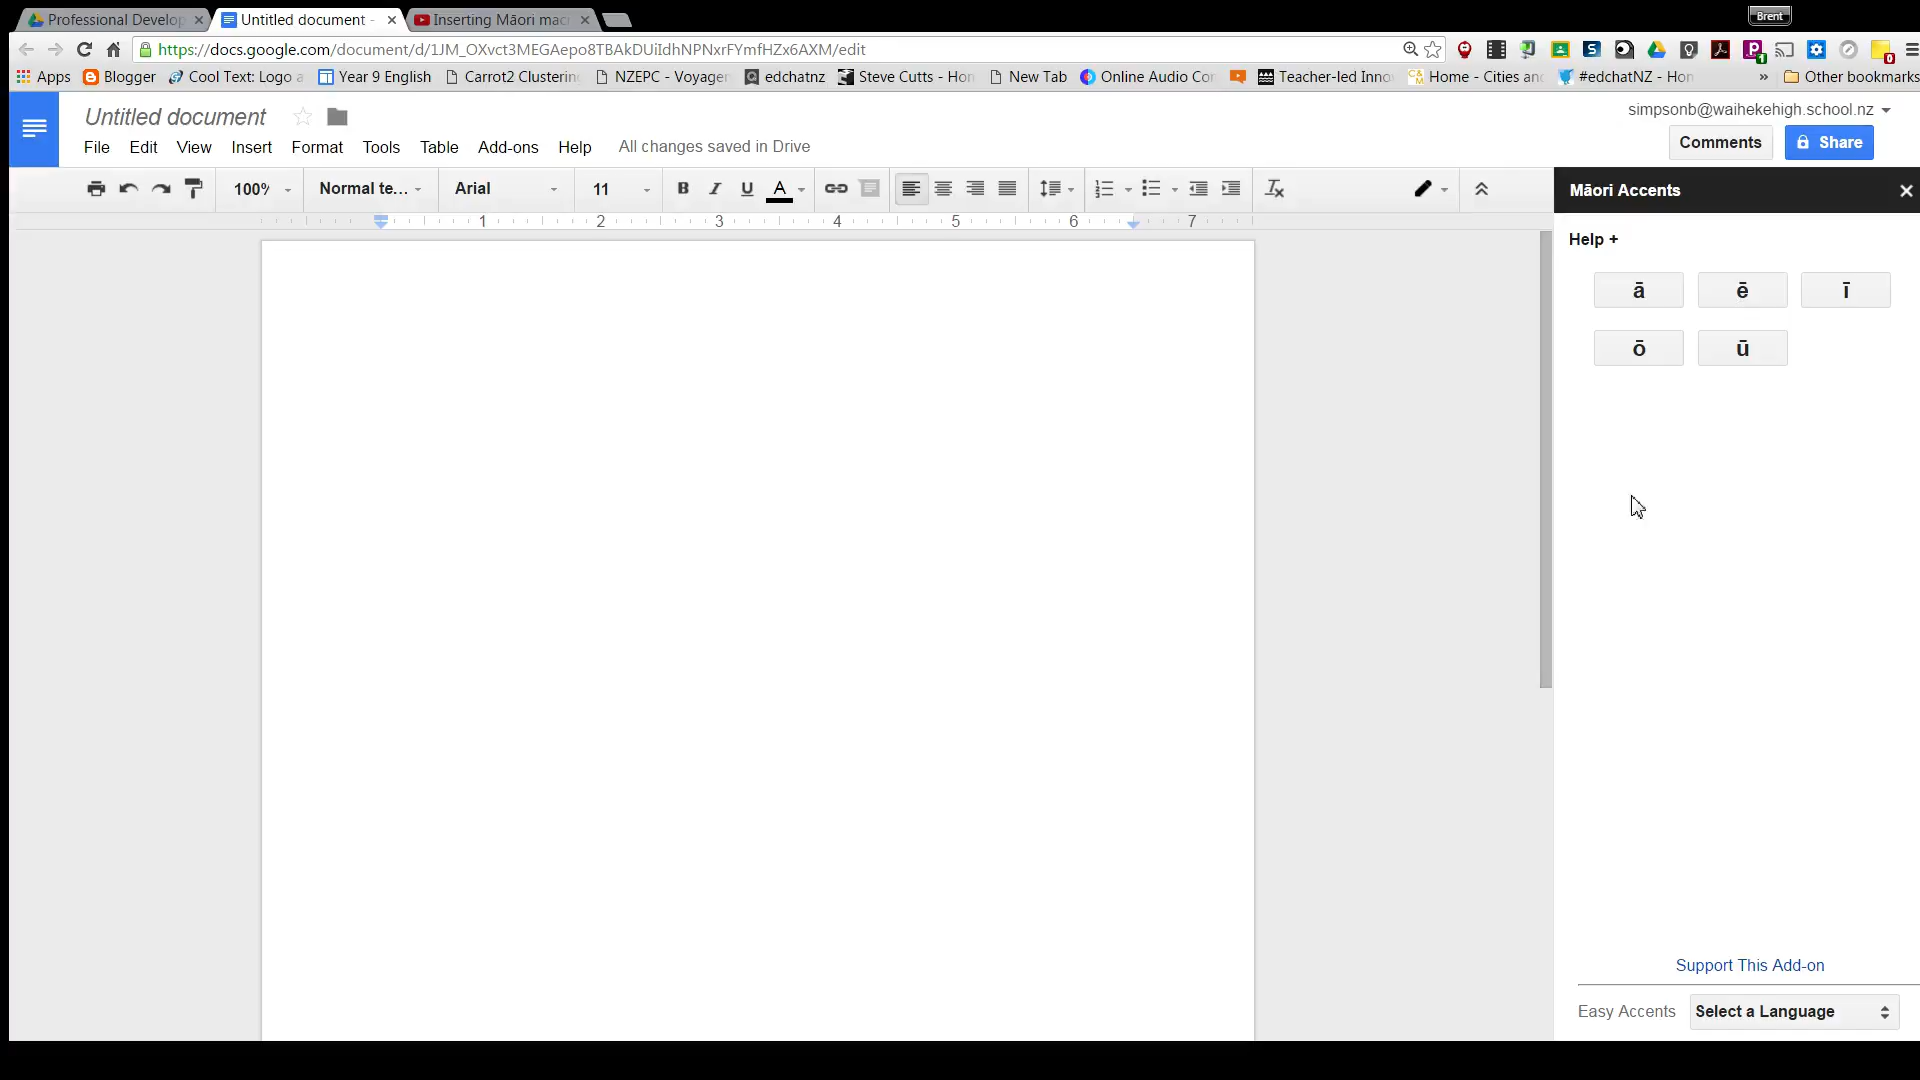 Professional Develop
Untitled document -
Inserting Māori mac
Brent
https://docs.google.com/document/d/1JM_OXvct3MEGAepo8TBAkDUiIdhNPNxrFYmfHZx6AXM/edit
Apps Blogger Cool Text: Logo a Year 9 English Carrot2 Clusterin NZEPC - Voyager edchatnz Steve Cutts - Hom New Tab Online Audio Co Teacher-led Inno Home - Cities and #edchatNZ - Hom » Other bookmarks
Untitled document
simpsonb@waihekehigh.school.nz
File Edit View Insert Format Tools Table Add-ons Help All changes saved in Drive
Comments Share
100% Normal te... Arial 11 B I U A
Māori Accents
1 2 3 4 5 6 7
Help +
ā ē ī
ō ū
Support This Add-on
Easy Accents Select a Language